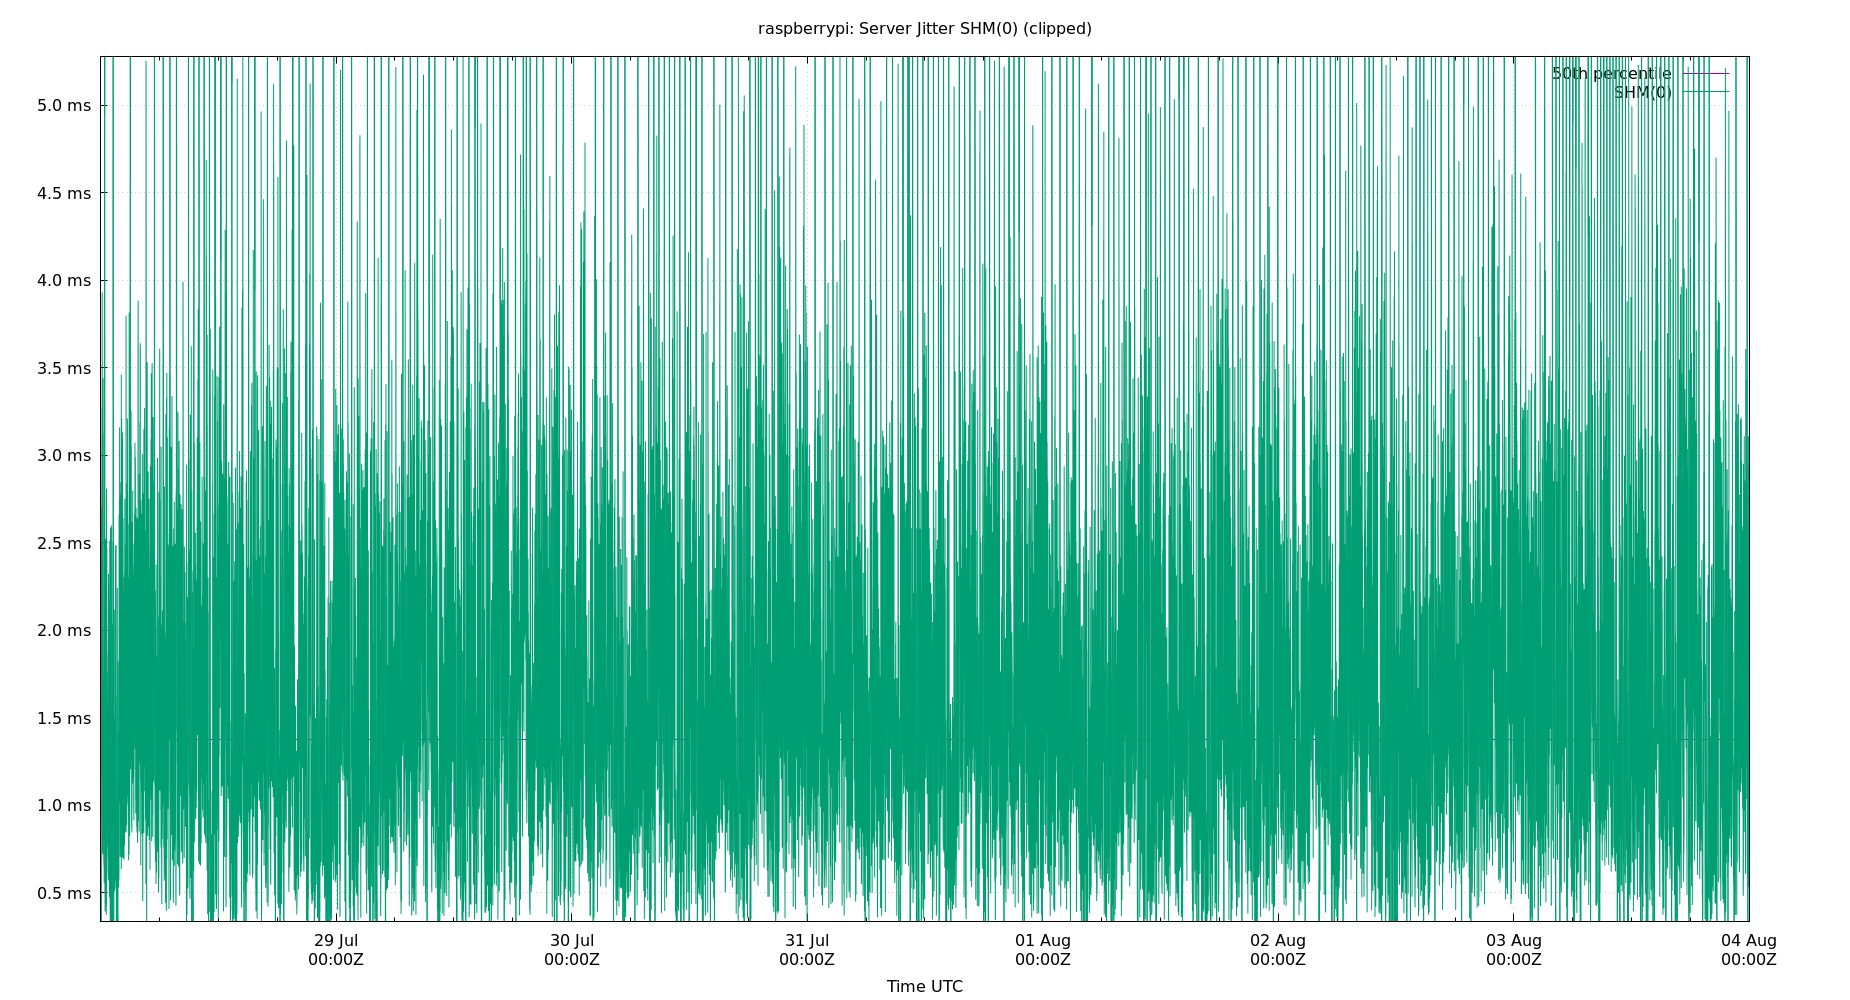 raspberrypi: Server Jitter SHM(0) (clipped)
50th percentile
SHM(0)
5.0 ms
4.5 ms
4.0 ms
3.5 ms
3.0 ms
2.5 ms
2.0 ms
1.5 ms
1.0 ms
0.5 ms
29 Jul 30 Jul 31 Jul 01 Aug 02 Aug 03 Aug 04 Aug
00:00Z 00:00Z 00:00Z 00:00Z 00:00Z 00:00Z 00:00Z
Time UTC